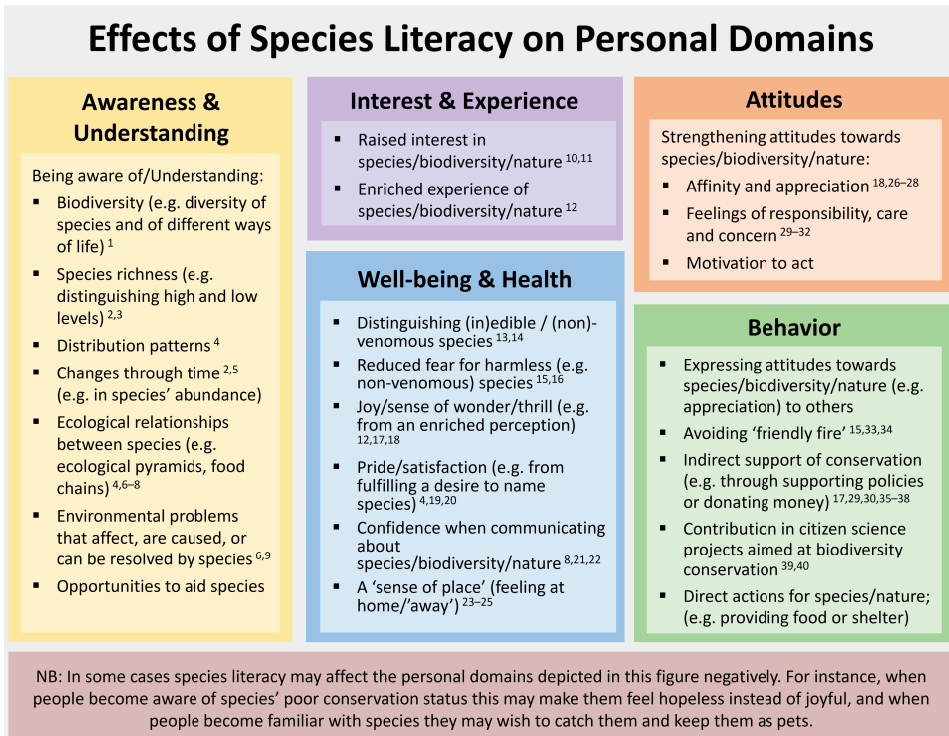 Effects of Species Literacy on Personal Domains
Awareness &
Understanding
Being aware of/Understanding:
▪ Biodiversity (e.g. diversity of
species and of different ways
of life) 1
▪ Species richness (e.g.
distinguishing high and low
levels) 2,3
▪ Distribution patterns 4
▪ Changes through time 2,5
(e.g. in species’ abundance)
▪ Ecological relationships
between species (e.g.
ecological pyramids, food
chains) 4,6–8
▪ Environmental problems
that affect, are caused, or
can be resolved by species 6,9
▪ Opportunities to aid species
Interest & Experience
▪ Raised interest in
species/biodiversity/nature 10,11
▪ Enriched experience of
species/biodiversity/nature 12
Well-being & Health
▪ Distinguishing (in)edible / (non)-
venomous species 13,14
▪ Reduced fear for harmless (e.g.
non-venomous) species 15,16
▪ Joy/sense of wonder/thrill (e.g.
from an enriched perception)
12,17,18
▪ Pride/satisfaction (e.g. from
fulfilling a desire to name
species) 4,19,20
▪ Confidence when communicating
about
species/biodiversity/nature 8,21,22
▪ A ‘sense of place’ (feeling at
home/’away’) 23–25
Attitudes
Strengthening attitudes towards
species/biodiversity/nature:
▪ Affinity and appreciation 18,26–28
▪ Feelings of responsibility, care
and concern 29–32
▪ Motivation to act
Behavior
▪ Expressing attitudes towards
species/biodiversity/nature (e.g.
appreciation) to others
▪ Avoiding ‘friendly fire’ 15,33,34
▪ Indirect support of conservation
(e.g. through supporting policies
or donating money) 17,29,30,35–38
▪ Contribution in citizen science
projects aimed at biodiversity
conservation 39,40
▪ Direct actions for species/nature;
(e.g. providing food or shelter)
NB: In some cases species literacy may affect the personal domains depicted in this figure negatively. For instance, when
people become aware of species’ poor conservation status this may make them feel hopeless instead of joyful, and when
people become familiar with species they may wish to catch them and keep them as pets.